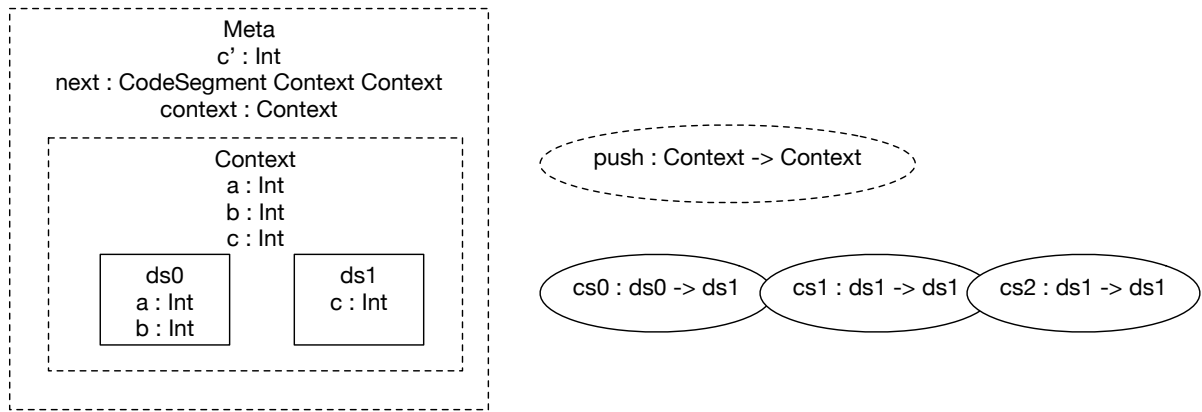 Meta
c’ : Int
next : CodeSegment Context Context
context : Context
Context
a : Int
b : Int
c : Int
ds0
a : Int
b : Int
ds1
c : Int
push : Context -> Context
cs0 : ds0 -> ds1
cs1 : ds1 -> ds1
cs2 : ds1 -> ds1